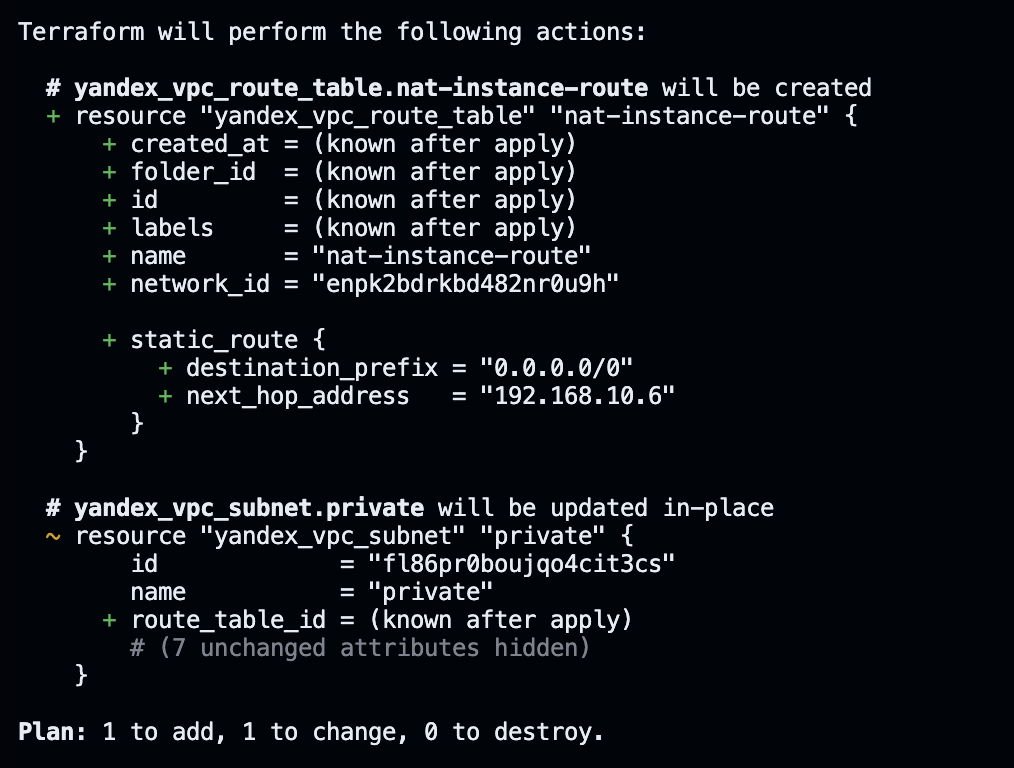 Terraform will perform the following actions:
# yandex_vpc_route_table.nat-instance-route will be created
+ resource "yandex_vpc_route_table" "nat-instance-route" {
+ created_at = (known after apply)
+ folder_id  = (known after apply)
+ id         = (known after apply)
+ labels     = (known after apply)
+ name       = "nat-instance-route"
+ network_id = "enpk2bdrkbd482nr0u9h"
+ static_route {
+ destination_prefix = "0.0.0.0/0"
+ next_hop_address   = "192.168.10.6"
}
}
# yandex_vpc_subnet.private will be updated in-place
~ resource "yandex_vpc_subnet" "private" {
id             = "fl86pr0boujqo4cit3cs"
name           = "private"
+ route_table_id = (known after apply)
# (7 unchanged attributes hidden)
}
Plan: 1 to add, 1 to change, 0 to destroy.